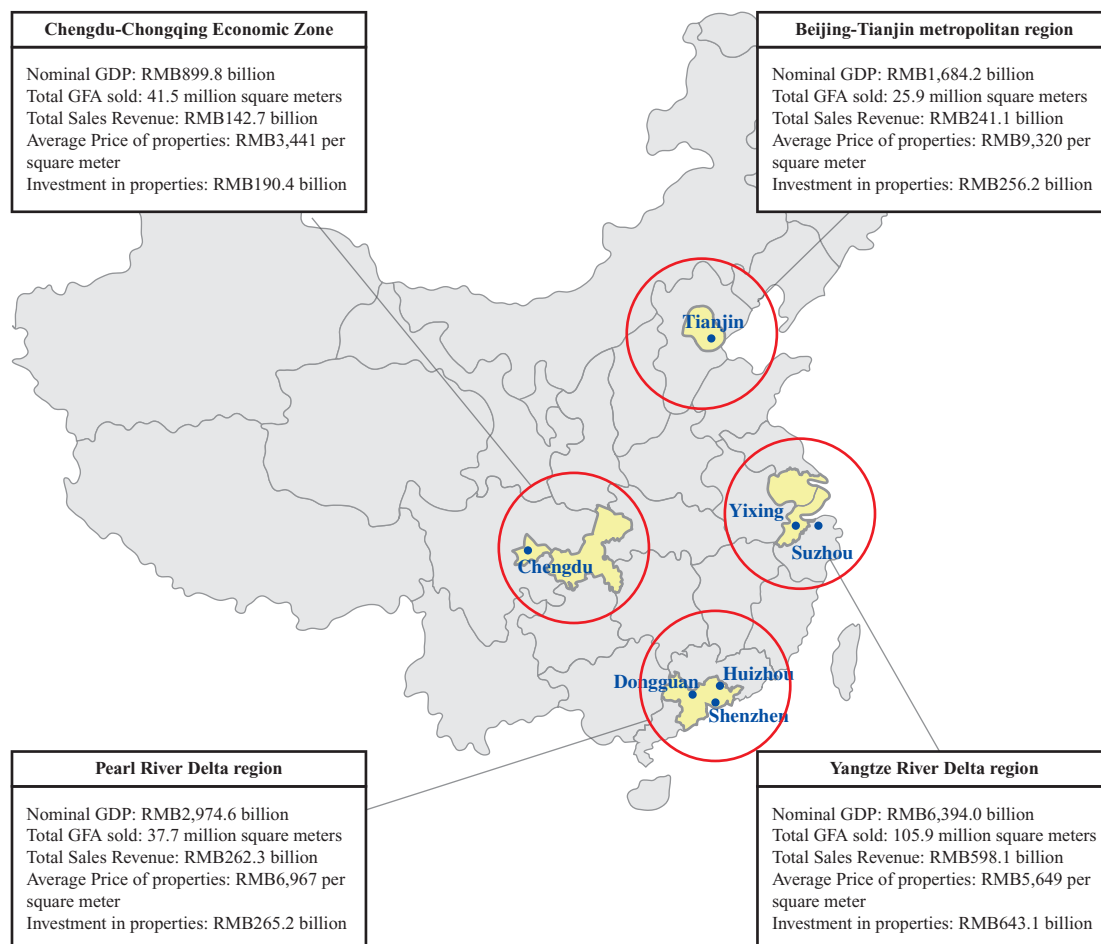 Chengdu-Chongqing Economic Zone
Nominal GDP: RMB899.8 billion
Total GFA sold: 41.5 million square meters
Total Sales Revenue: RMB142.7 billion
Average Price of properties: RMB3,441 per
square meter
Investment in properties: RMB190.4 billion
Beijing-Tianjin metropolitan region
Nominal GDP: RMB1,684.2 billion
Total GFA sold: 25.9 million square meters
Total Sales Revenue: RMB241.1 billion
Average Price of properties: RMB9,320 per
square meter
Investment in properties: RMB256.2 billion
Tianjin
Yixing
Suzhou
Chengdu
Huizhou
Dongguan
Shenzhen
Pearl River Delta region
Nominal GDP: RMB2,974.6 billion
Total GFA sold: 37.7 million square meters
Total Sales Revenue: RMB262.3 billion
Average Price of properties: RMB6,967 per
square meter
Investment in properties: RMB265.2 billion
Yangtze River Delta region
Nominal GDP: RMB6,394.0 billion
Total GFA sold: 105.9 million square meters
Total Sales Revenue: RMB598.1 billion
Average Price of properties: RMB5,649 per
square meter
Investment in properties: RMB643.1 billion